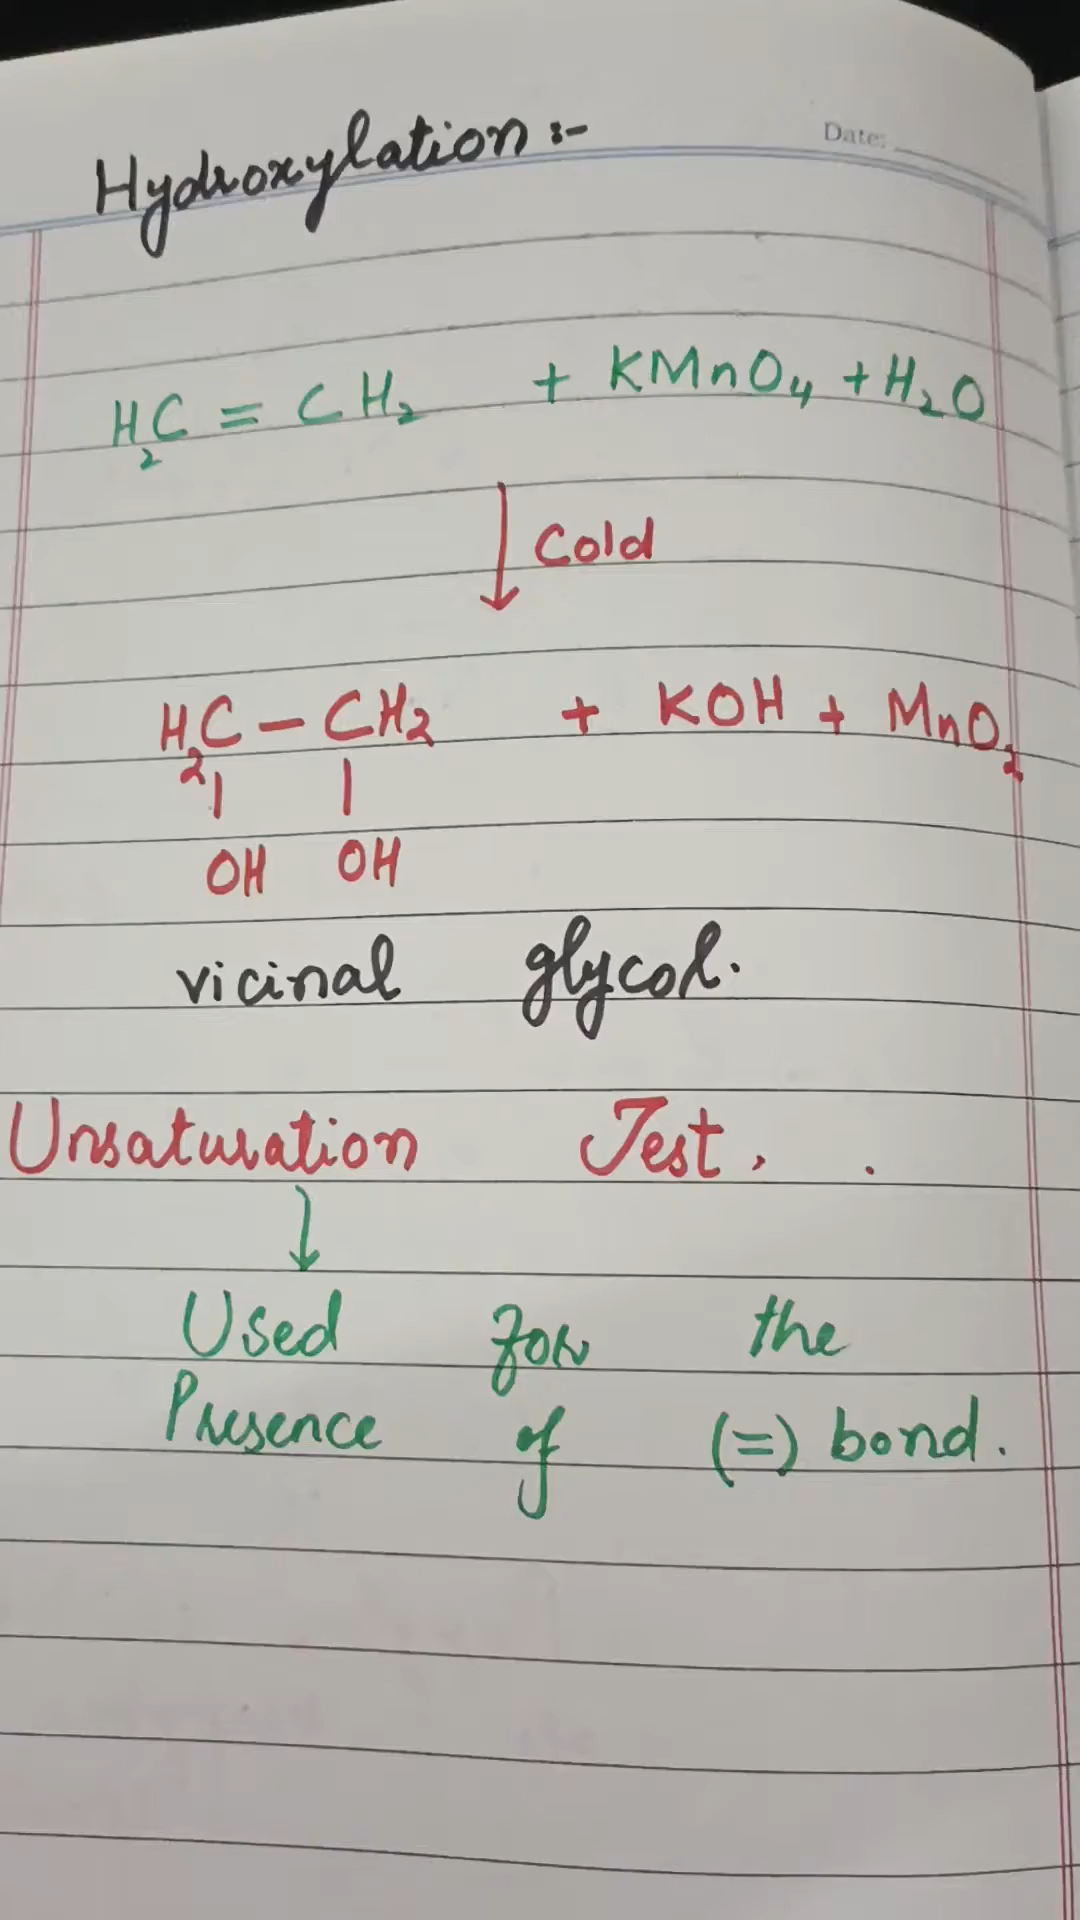 Date:
Hydroxylation :-
H2C = CH2 + KMnO4 + H2O
Cold
H2C - CH2 + KOH + MnO2
OH OH
vicinal glycol.
Unsaturation Test, .
Used for the
Presence of (=) bond.